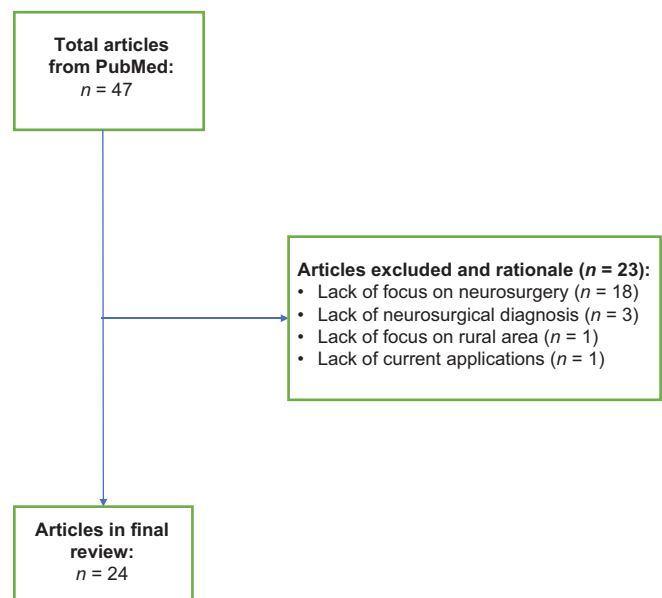 Total articles
from PubMed:
n = 47
Articles excluded and rationale (n = 23):
• Lack of focus on neurosurgery (n = 18)
• Lack of neurosurgical diagnosis (n = 3)
• Lack of focus on rural area (n = 1)
• Lack of current applications (n = 1)
Articles in final
review:
n = 24